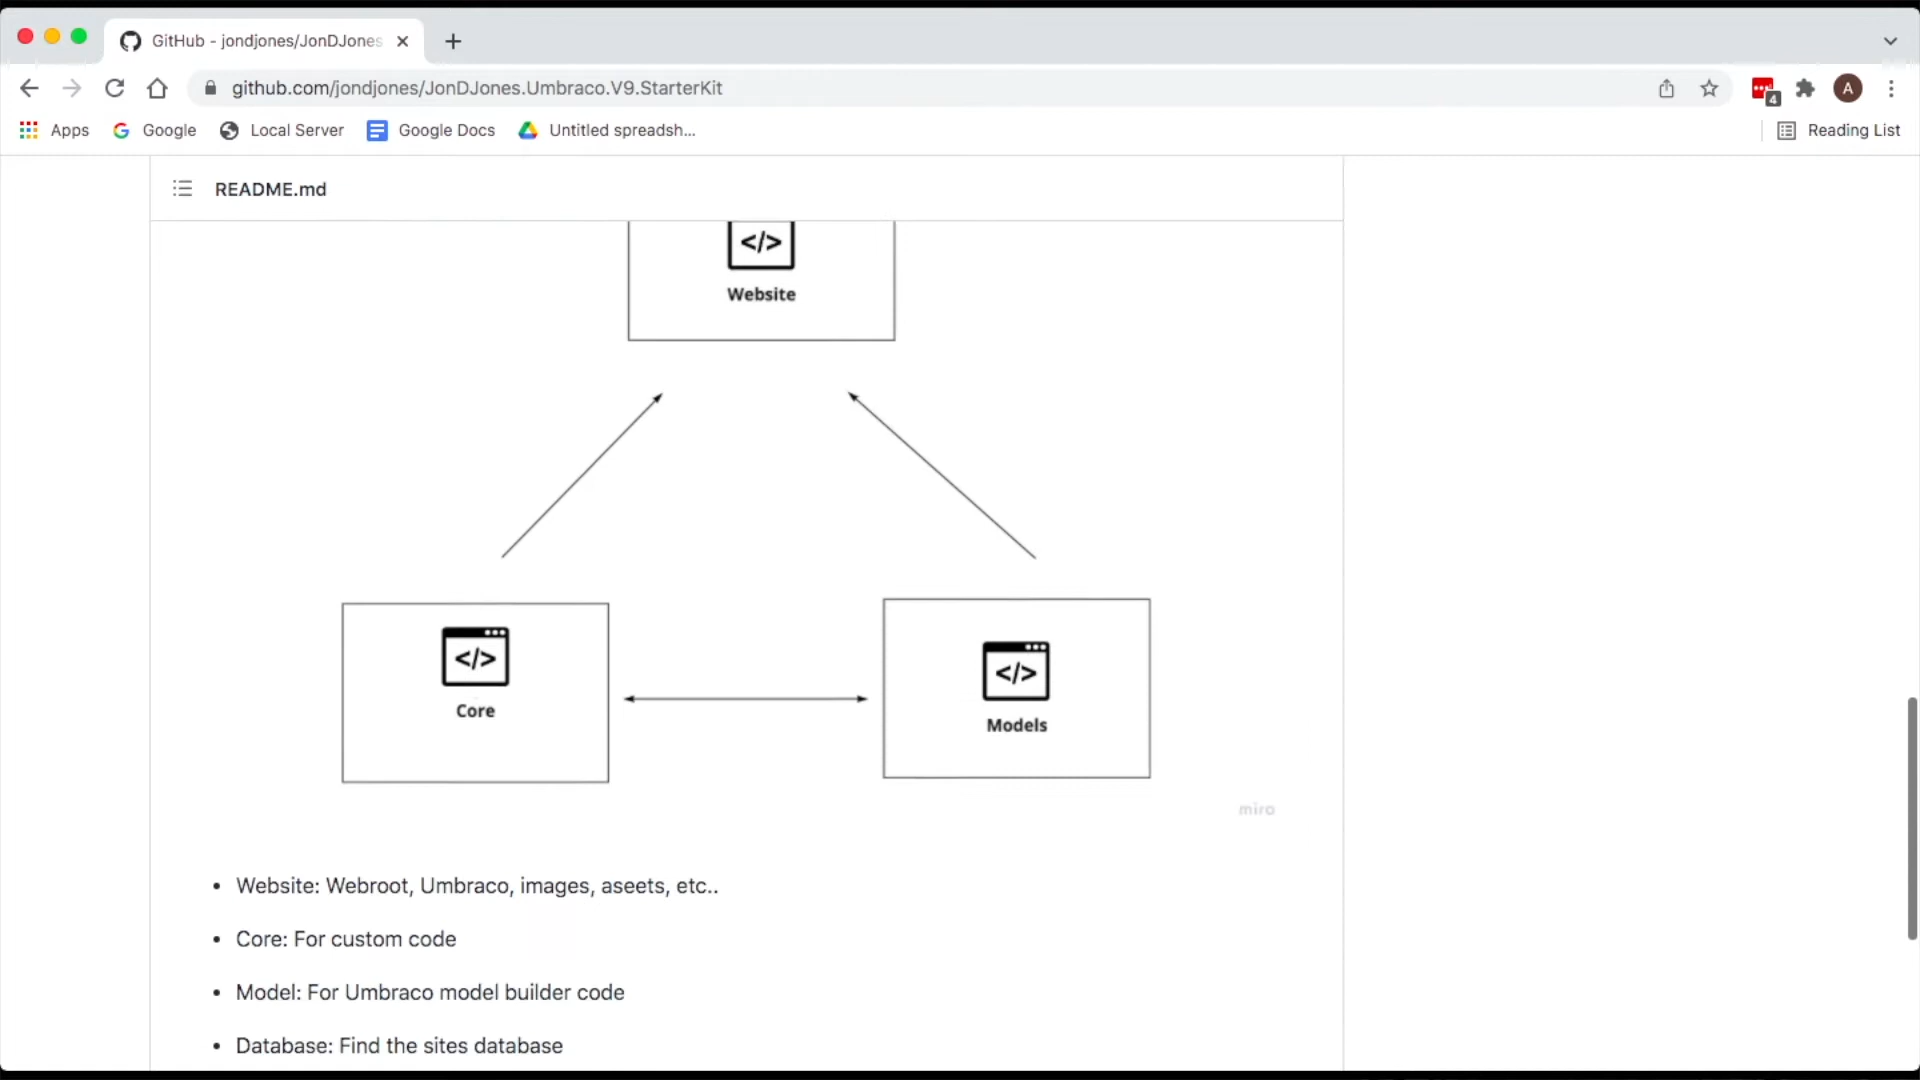 GitHub - jondjones/JonDJones
github.com/jondjones/JonDJones.Umbraco.V9.StarterKit
4
A
Apps
Google
Local Server
Google Docs
Untitled spreadsh...
Reading List
README.md
</>
Website
</>
Core
</>
Models
miro
• Website: Webroot, Umbraco, images, aseets, etc..
• Core: For custom code
• Model: For Umbraco model builder code
• Database: Find the sites database